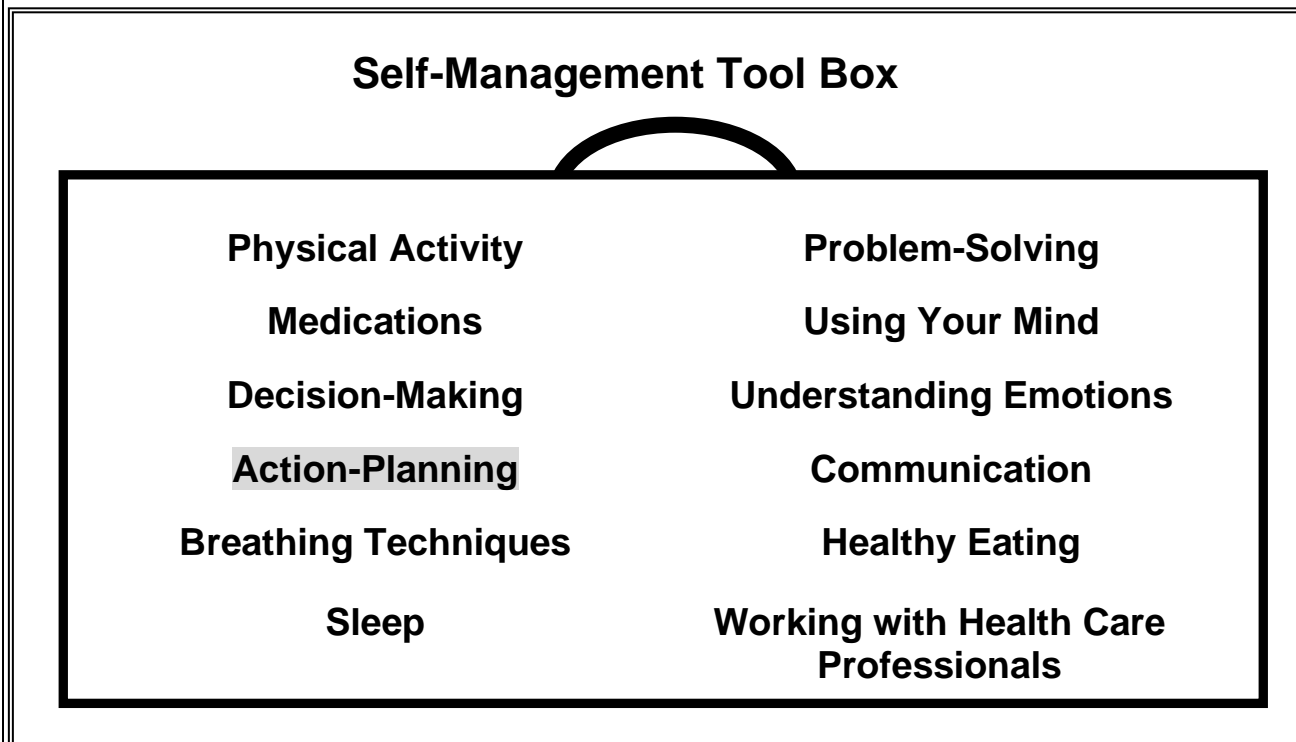 Self-Management Tool Box
Physical Activity
Problem-Solving
Medications
Using Your Mind
Decision-Making
Understanding Emotions
Action-Planning
Communication
Breathing Techniques
Healthy Eating
Sleep
Working with Health Care
Professionals